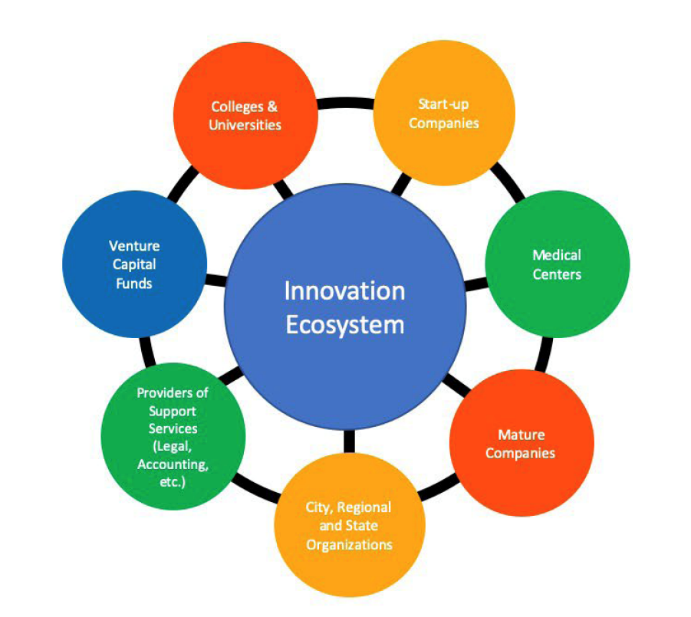 Colleges &
Universities
Start-up
Companies
Venture
Capital
Funds
Innovation
Ecosystem
Medical
Centers
Providers of
Support
Services
(Legal,
Accounting,
etc.)
Mature
Companies
City, Regional
and State
Organizations